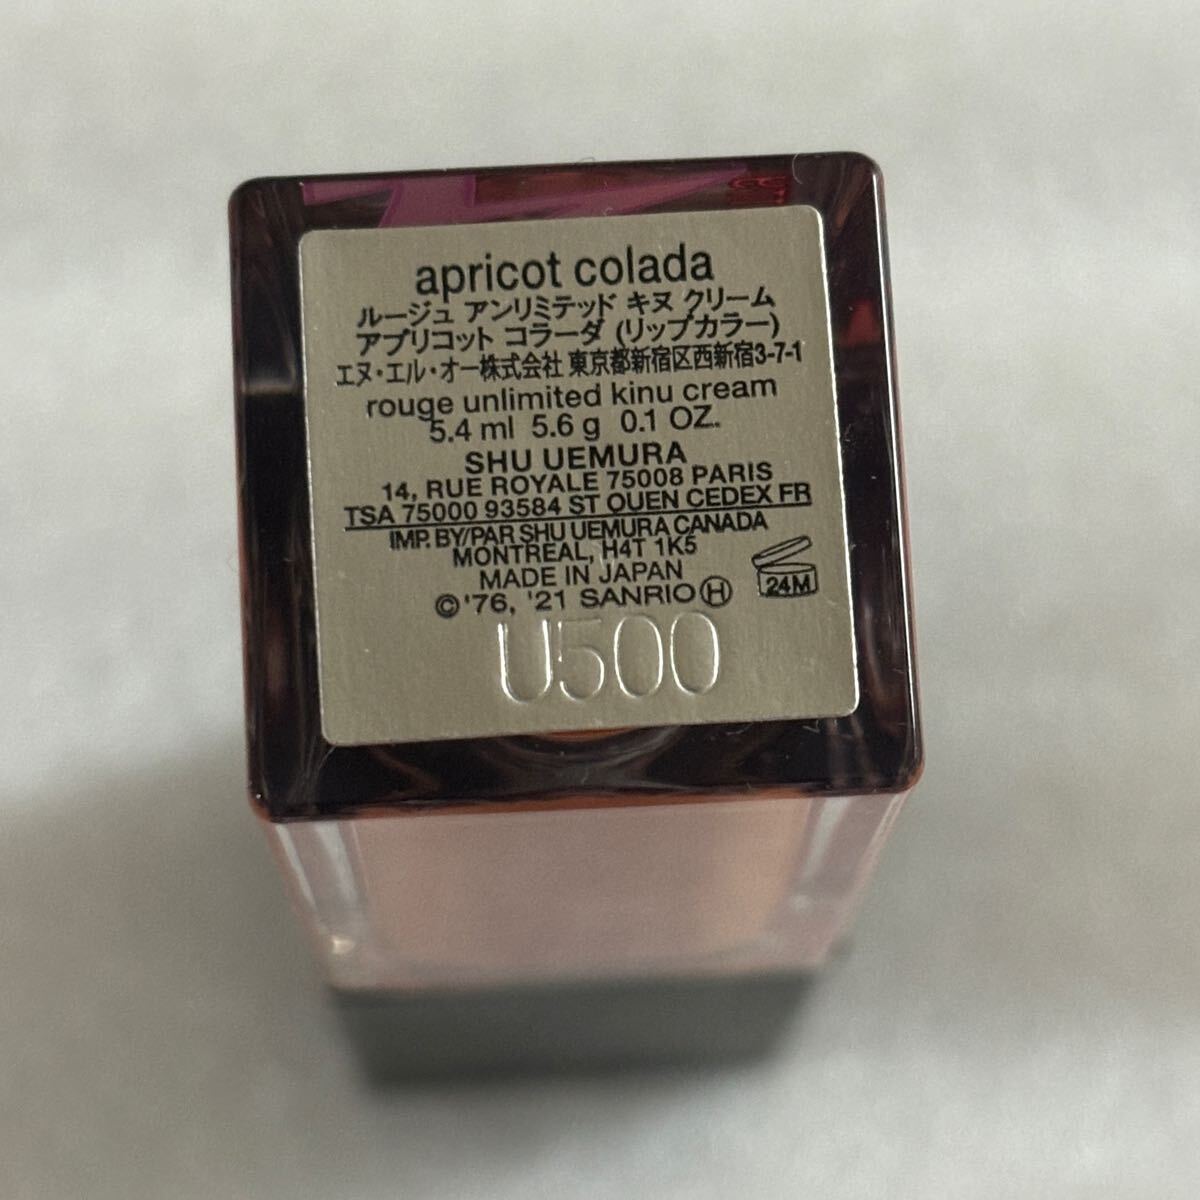 apricot colada
ルージュ アンリミテッド キヌ クリーム
アプリコット コラーダ (リップカラー)
エヌ・エル・オー株式会社 東京都新宿区西新宿3-7-1
rouge unlimited kinu cream
5.4 ml 5.6 g 0.1 OZ.
SHU UEMURA
14, RUE ROYALE 75008 PARIS
TSA 75000 93584 ST OUEN CEDEX FR
IMP. BY/PAR SHU UEMURA CANADA
MONTREAL, H4T 1K5
MADE IN JAPAN
24M
©'76, '21 SANRIO Ⓗ
U500